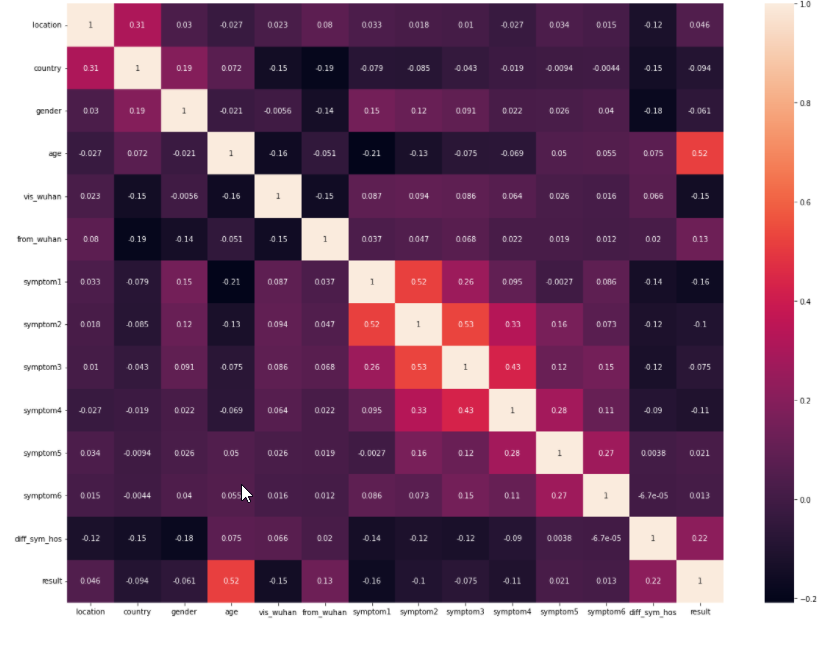 location 1 0.31 0.03 -0.027 0.023 0.08 0.033 0.018 0.01 -0.027 0.034 0.015 -0.12 0.046
country 0.31 1 0.19 0.072 -0.15 -0.19 -0.079 -0.085 -0.043 -0.019 -0.0094 -0.0044 -0.15 -0.094
gender 0.03 0.19 1 -0.021 -0.0056 -0.14 0.15 0.12 0.091 0.022 0.026 0.04 -0.18 -0.061
age -0.027 0.072 -0.021 1 -0.16 -0.051 -0.21 -0.13 -0.075 -0.069 0.05 0.055 0.075 0.52
vis_wuhan 0.023 -0.15 -0.0056 -0.16 1 -0.15 0.087 0.094 0.086 0.064 0.026 0.016 0.066 -0.15
from_wuhan 0.08 -0.19 -0.14 -0.051 -0.15 1 0.037 0.047 0.068 0.022 0.019 0.012 0.02 0.13
symptom1 0.033 -0.079 0.15 -0.21 0.087 0.037 1 0.52 0.26 0.095 -0.0027 0.086 -0.14 -0.16
symptom2 0.018 -0.085 0.12 -0.13 0.094 0.047 0.52 1 0.53 0.33 0.16 0.073 -0.12 -0.1
symptom3 0.01 -0.043 0.091 -0.075 0.086 0.068 0.26 0.53 1 0.43 0.12 0.15 -0.12 -0.075
symptom4 -0.027 -0.019 0.022 -0.069 0.064 0.022 0.095 0.33 0.43 1 0.28 0.11 -0.09 -0.11
symptom5 0.034 -0.0094 0.026 0.05 0.026 0.019 -0.0027 0.16 0.12 0.28 1 0.27 0.0038 0.021
symptom6 0.015 -0.0044 0.04 0.055 0.016 0.012 0.086 0.073 0.15 0.11 0.27 1 -6.7e-05 0.013
diff_sym_hos -0.12 -0.15 -0.18 0.075 0.066 0.02 -0.14 -0.12 -0.12 -0.09 0.0038 -6.7e-05 1 0.22
result 0.046 -0.094 -0.061 0.52 -0.15 0.13 -0.16 -0.1 -0.075 -0.11 0.021 0.013 0.22 1
location country gender age vis_wuhan from_wuhan symptom1 symptom2 symptom3 symptom4 symptom5 symptom6 diff_sym_hos result
1.0
0.8
0.6
0.4
0.2
0.0
-0.2